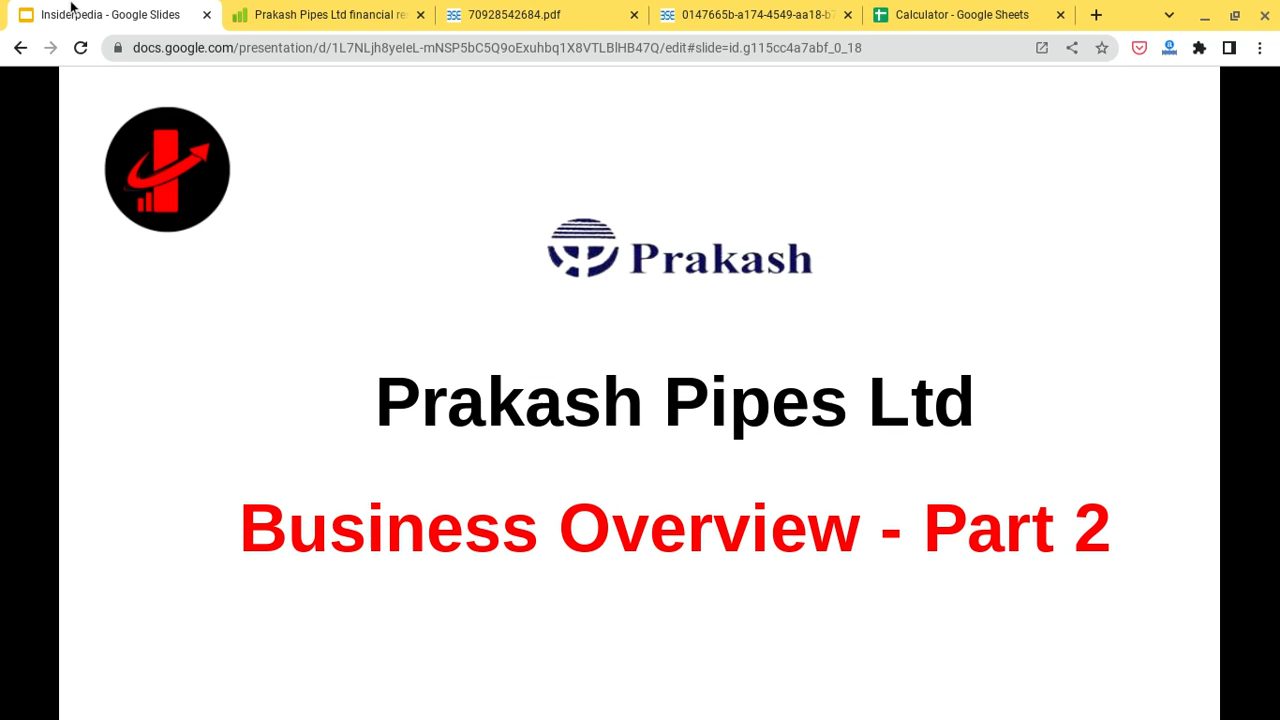 Insiderpedia - Google Slides
Prakash Pipes Ltd financial re
70928542684.pdf
0147665b-a174-4549-aa18-b7
Calculator - Google Sheets
docs.google.com/presentation/d/1L7NLjh8yeIeL-mNSP5bC5Q9oExuhbq1X8VTLBlHB47Q/edit#slide=id.g115cc4a7abf_0_18
Prakash
Prakash Pipes Ltd
Business Overview - Part 2